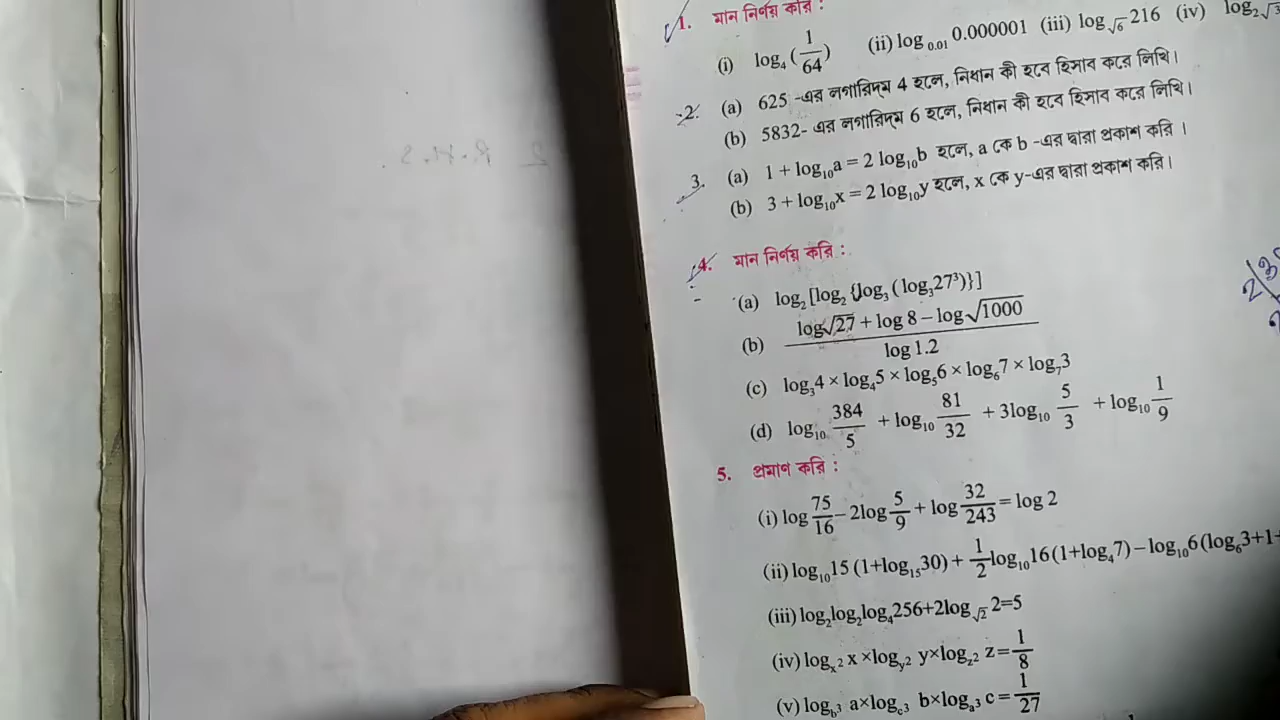 1. মান নির্ণয় করি :
(i) log₄(1/64) (ii) log₀.₀₁ 0.000001 (iii) log√₆ 216 (iv) log₂√3
2. (a) 625 -এর লগারিদ্‌ম 4 হলে, নিধান কী হবে হিসাব করে লিখি।
(b) 5832- এর লগারিদ্‌ম 6 হলে, নিধান কী হবে হিসাব করে লিখি।
3. (a) 1 + log₁₀a = 2 log₁₀b হলে, a কে b -এর দ্বারা প্রকাশ করি ।
(b) 3 + log₁₀x = 2 log₁₀y হলে, x কে y-এর দ্বারা প্রকাশ করি।
4. মান নির্ণয় করি :
(a) log₂[log₂{log₃(log₃27³)}]
(b) (log√27 + log 8 – log√1000)/(log 1.2)
(c) log₃4 × log₄5 × log₅6 × log₆7 × log₇3
(d) log₁₀ 384/5 + log₁₀ 81/32 + 3log₁₀ 5/3 + log₁₀ 1/9
5. প্রমাণ করি :
(i) log 75/16 – 2log 5/9 + log 32/243 = log 2
(ii) log₁₀15 (1+log₁₅30) + 1/2 log₁₀16(1+log₄7) – log₁₀6(log₆3+1+
(iii) log₂log₂log₄256+2log√₂ 2=5
(iv) logₓ² x ×log_y² y×log_z² z= 1/8
(v) log_b³ a×log_c³ b×log_a³ c = 1/27